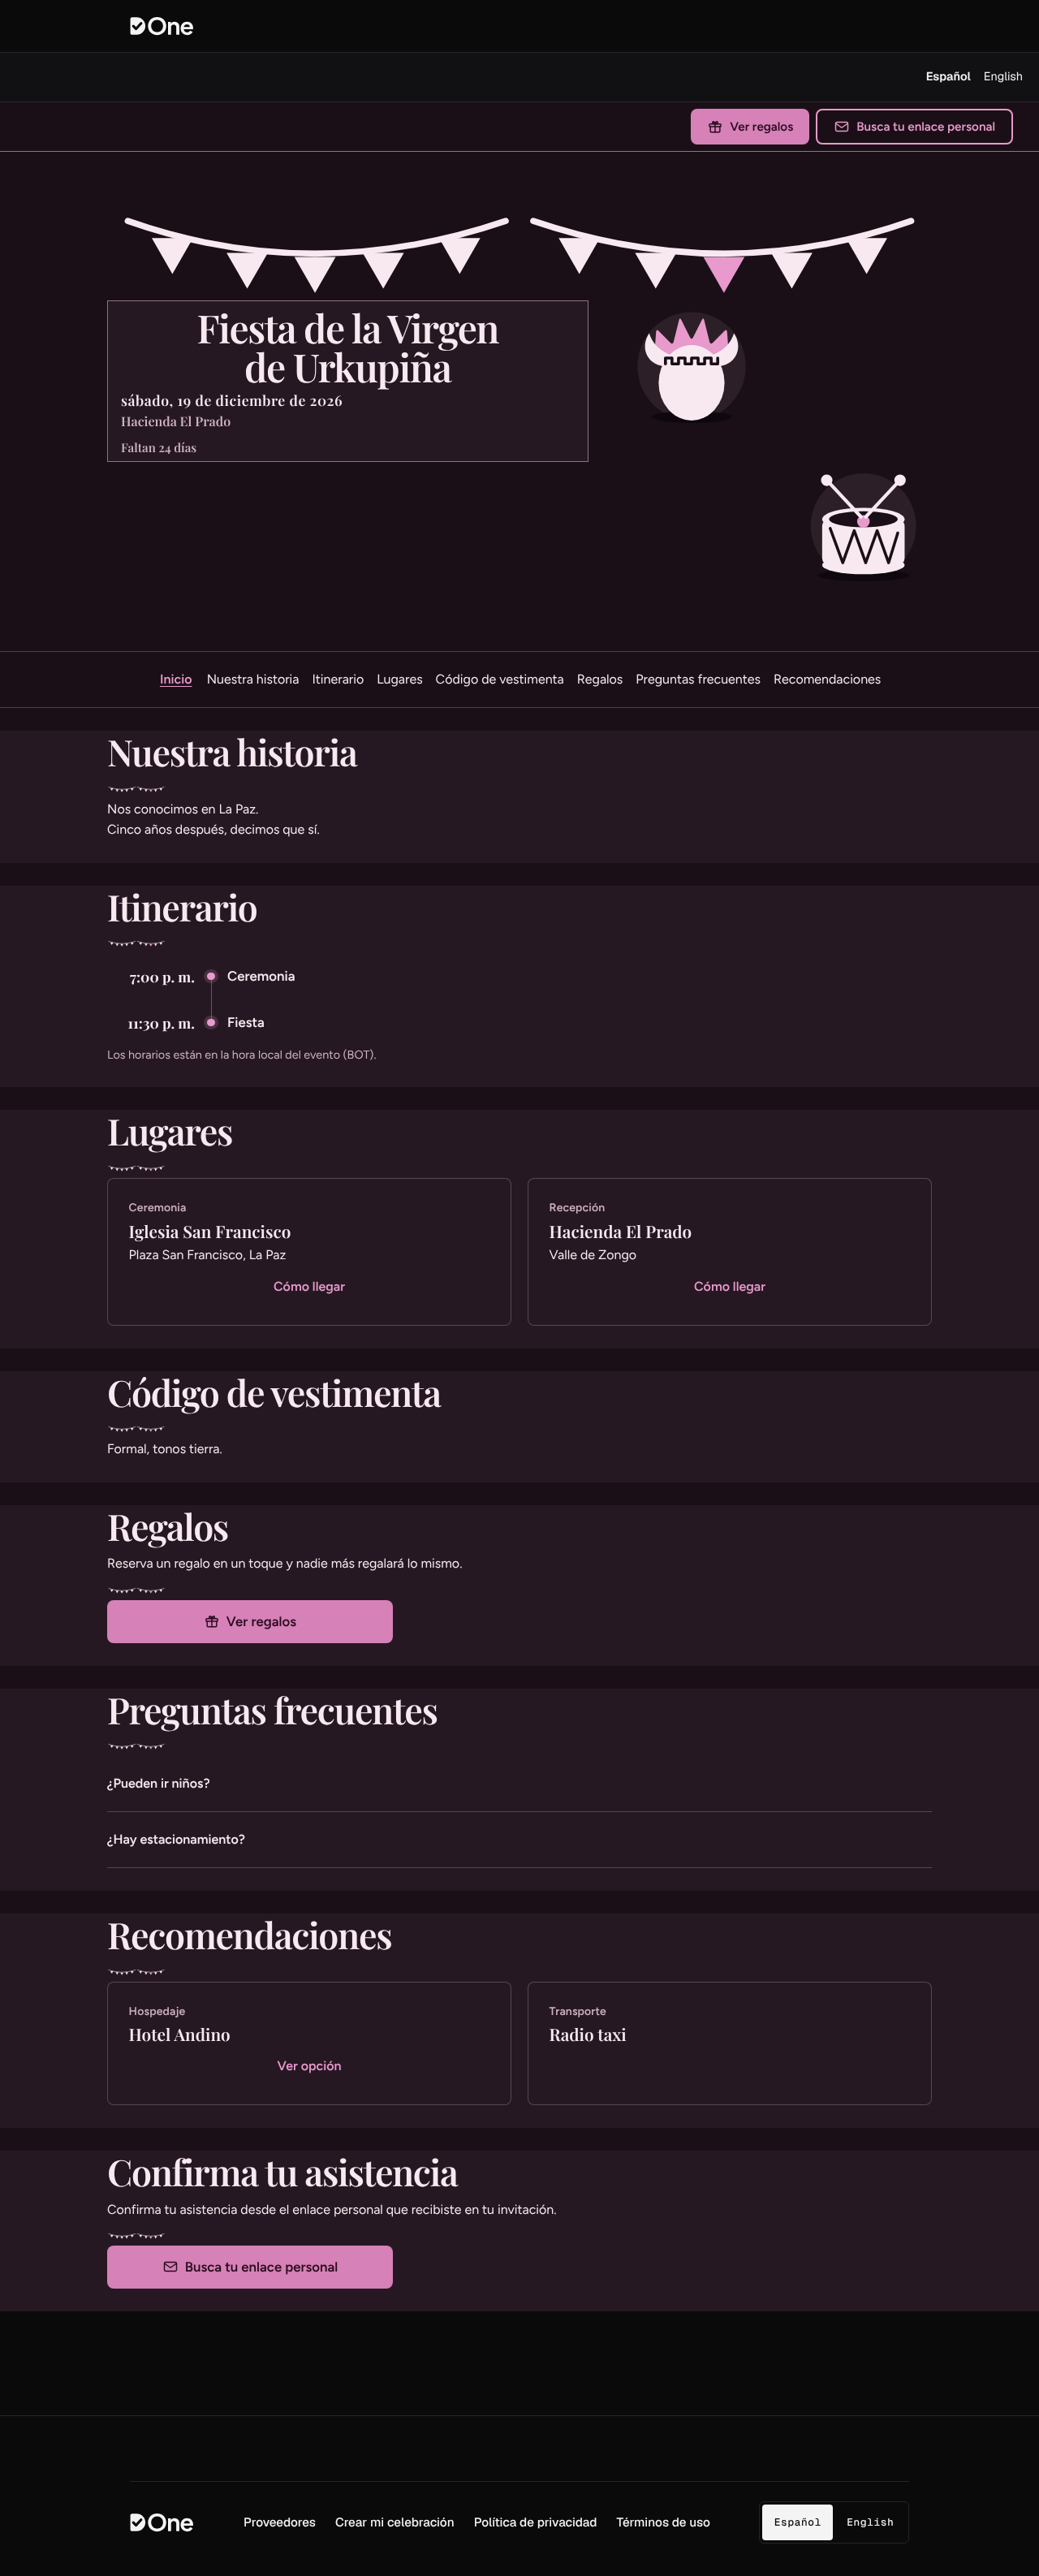 One
Español English
Ver regalos
Busca tu enlace personal
Fiesta de la Virgen
de Urkupiña
sábado, 19 de diciembre de 2026
Hacienda El Prado
Faltan 24 días
Inicio Nuestra historia Itinerario Lugares Código de vestimenta Regalos Preguntas frecuentes Recomendaciones
Nuestra historia
Nos conocimos en La Paz.
Cinco años después, decimos que sí.
Itinerario
7:00 p. m. Ceremonia
11:30 p. m. Fiesta
Los horarios están en la hora local del evento (BOT).
Lugares
Ceremonia
Iglesia San Francisco
Plaza San Francisco, La Paz
Cómo llegar
Recepción
Hacienda El Prado
Valle de Zongo
Cómo llegar
Código de vestimenta
Formal, tonos tierra.
Regalos
Reserva un regalo en un toque y nadie más regalará lo mismo.
Ver regalos
Preguntas frecuentes
¿Pueden ir niños?
¿Hay estacionamiento?
Recomendaciones
Hospedaje
Hotel Andino
Ver opción
Transporte
Radio taxi
Confirma tu asistencia
Confirma tu asistencia desde el enlace personal que recibiste en tu invitación.
Busca tu enlace personal
One
Proveedores Crear mi celebración Política de privacidad Términos de uso
Español English